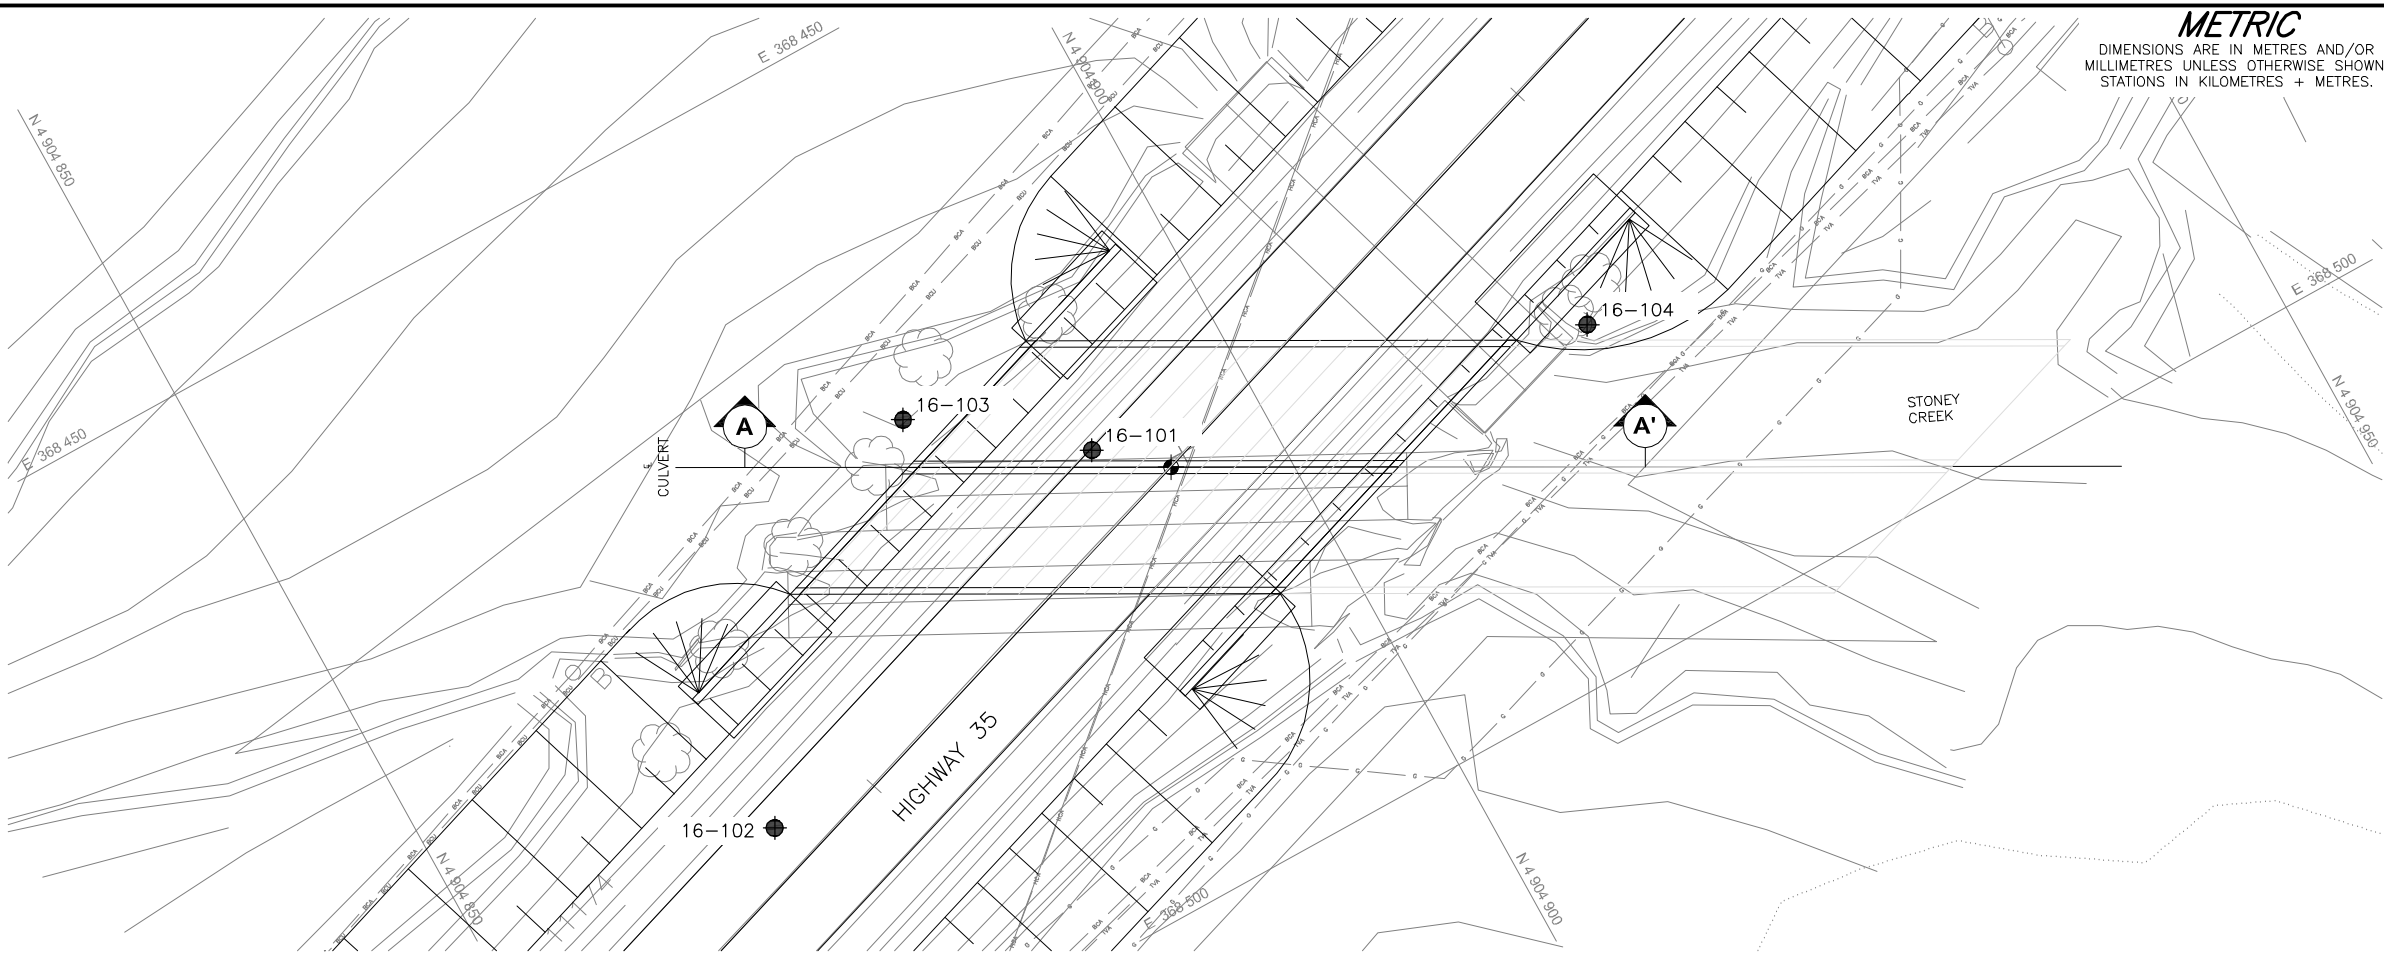 METRIC
DIMENSIONS ARE IN METRES AND/OR
MILLIMETRES UNLESS OTHERWISE SHOWN
STATIONS IN KILOMETRES + METRES.
E 368 450
N 4 904 900
N 4 904 850
E 368 500
16-104
N 4 904 950
16-103
STONEY
CREEK
A
A'
16-101
E 368 450
CULVERT
B
HIGHWAY 35
16-102
N 4 904 850
N 4 904 900
E 368 500